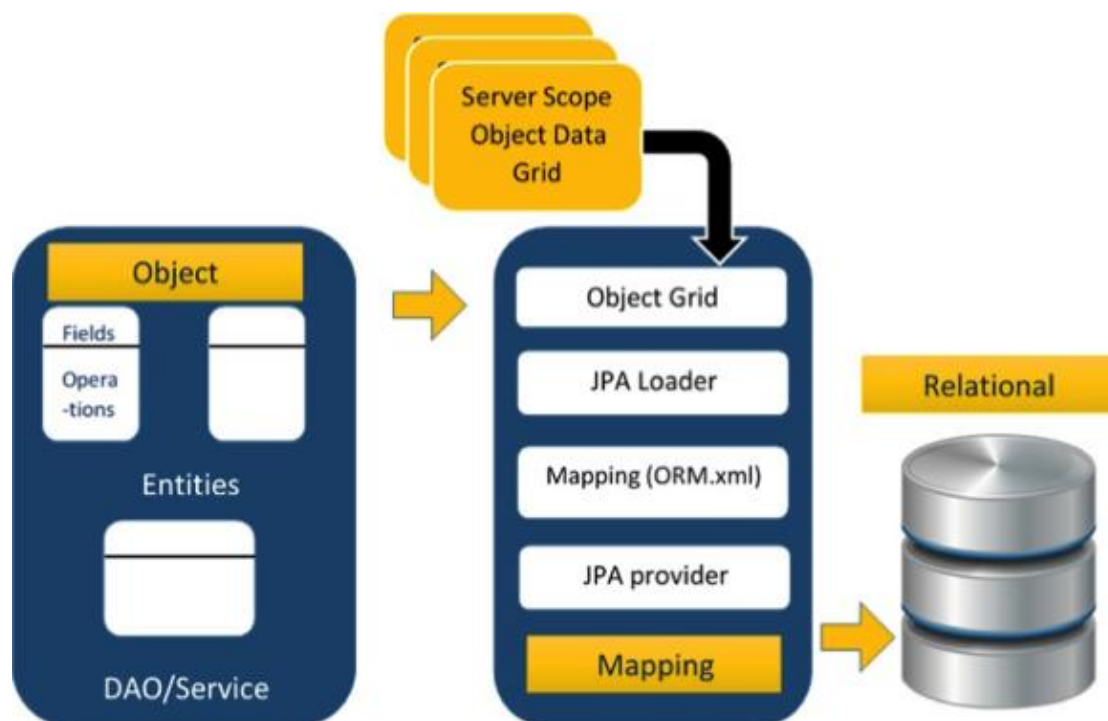 Server Scope
Object Data
Grid
Object
Fields
Opera
-tions
Entities
DAO/Service
Object Grid
JPA Loader
Mapping (ORM.xml)
JPA provider
Mapping
Relational